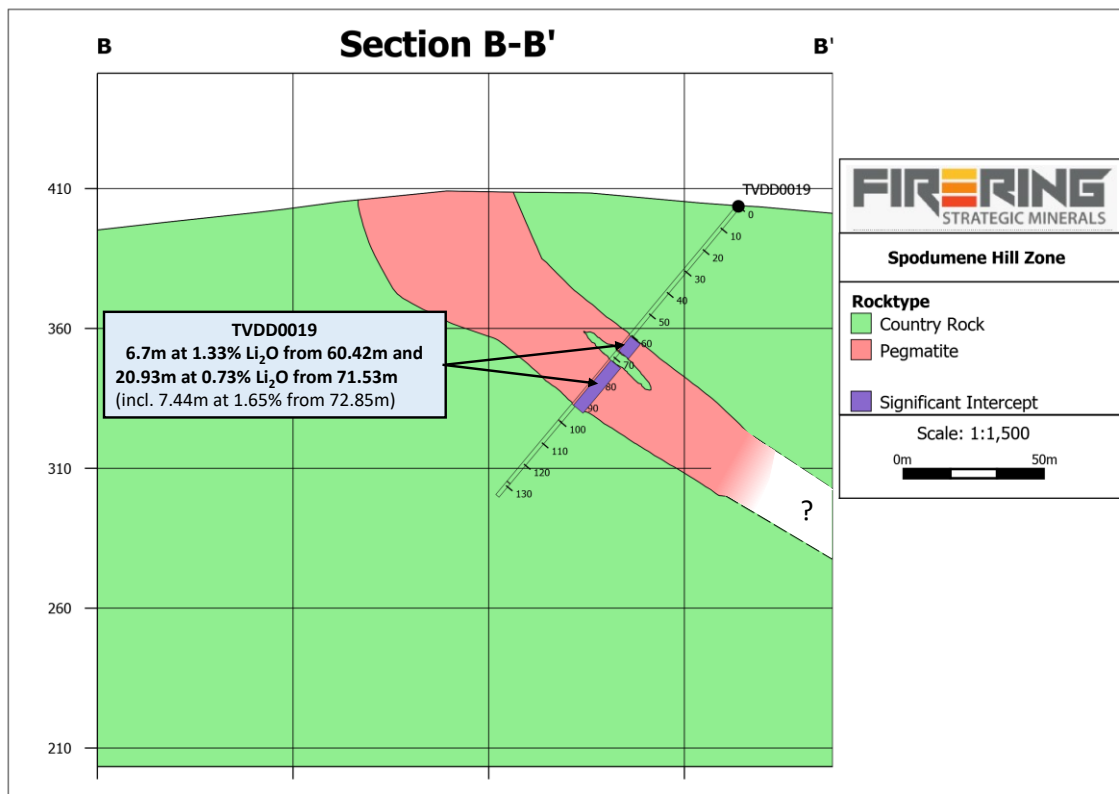 B
Section B-B'
B'
410
360
310
260
210
TVDD0019
0
10
20
30
40
50
60
70
80
90
100
110
120
130
TVDD0019
6.7m at 1.33% Li₂O from 60.42m and
20.93m at 0.73% Li₂O from 71.53m
(incl. 7.44m at 1.65% from 72.85m)
?
FIRERING
STRATEGIC MINERALS
Spodumene Hill Zone
Rocktype
Country Rock
Pegmatite
Significant Intercept
Scale: 1:1,500
0m 50m